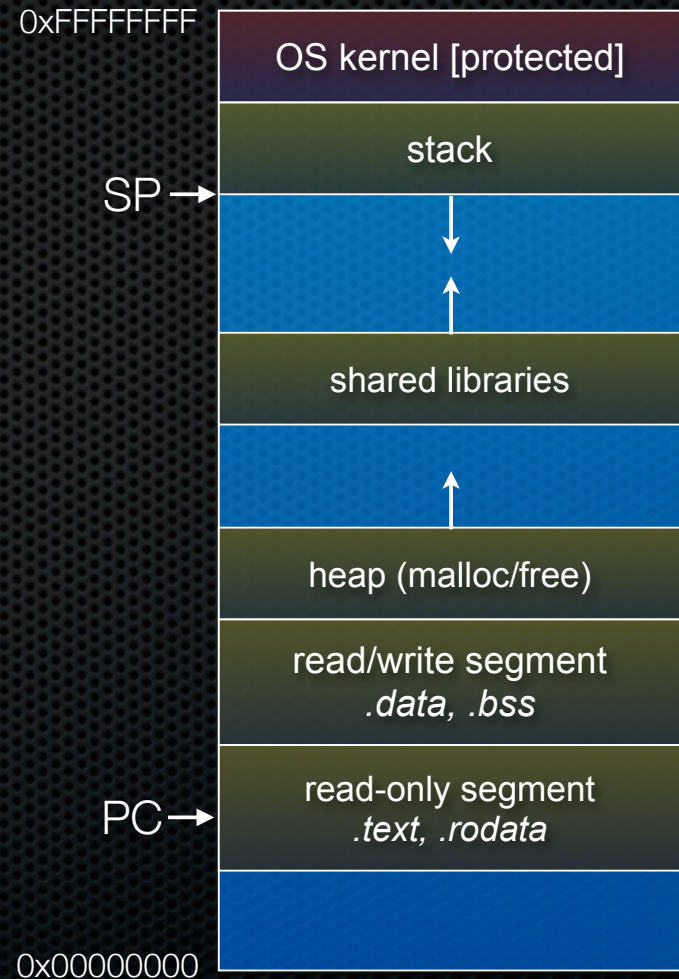 0xFFFFFFFF
OS kernel [protected]
stack
SP
shared libraries
heap (malloc/free)
read/write segment
.data, .bss
read-only segment
.text, .rodata
PC
0x00000000